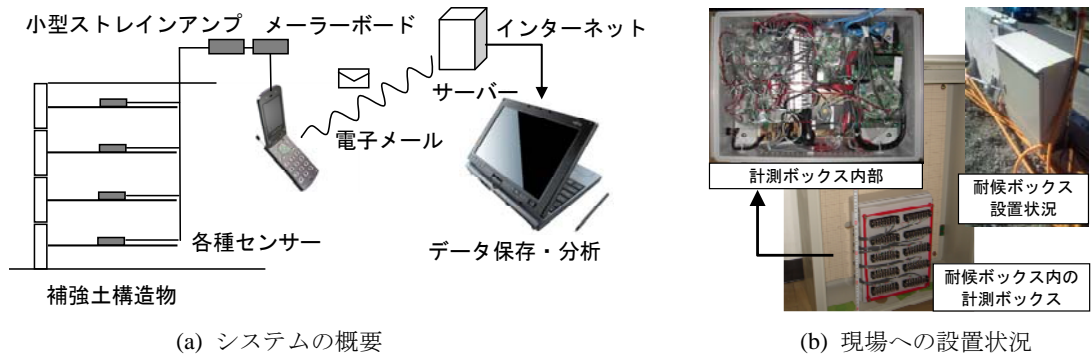 小型ストレインアンプ
メーラーボード
インターネット
サーバー
電子メール
各種センサー
データ保存・分析
補強土構造物
(a) システムの概要
計測ボックス内部
耐候ボックス
設置状況
耐候ボックス内の
計測ボックス
(b) 現場への設置状況